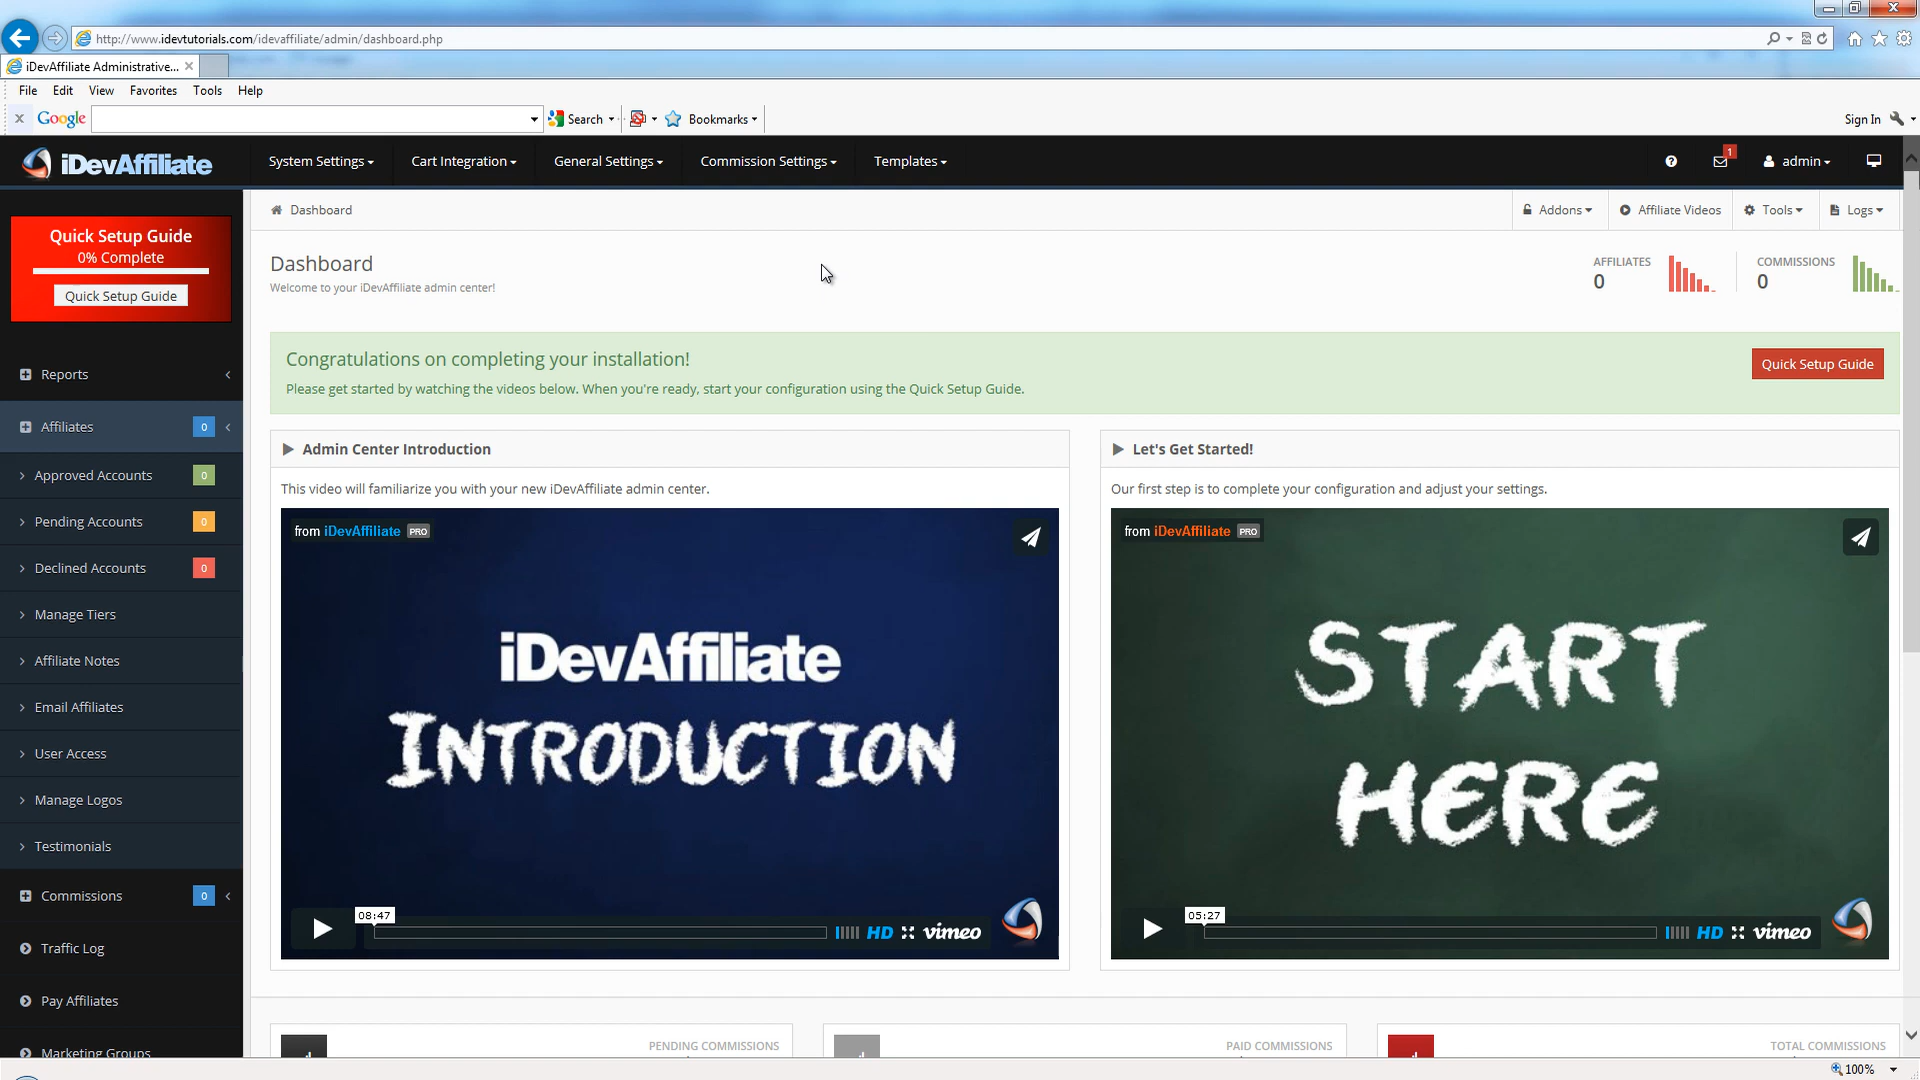 http://www.idevtutorials.com/idevaffiliate/admin/dashboard.php
iDevAffiliate Administrative...
File Edit View Favorites Tools Help
Google Search Bookmarks Sign In
iDevAffiliate System Settings Cart Integration General Settings Commission Settings Templates 1 admin
Quick Setup Guide
0% Complete
Quick Setup Guide
Reports
Affiliates 0
Approved Accounts 0
Pending Accounts 0
Declined Accounts 0
Manage Tiers
Affiliate Notes
Email Affiliates
User Access
Manage Logos
Testimonials
Commissions 0
Traffic Log
Pay Affiliates
Marketing Groups
Dashboard Addons Affiliate Videos Tools Logs
Dashboard
Welcome to your iDevAffiliate admin center!
AFFILIATES
0
COMMISSIONS
0
Congratulations on completing your installation!
Please get started by watching the videos below. When you're ready, start your configuration using the Quick Setup Guide.
Quick Setup Guide
Admin Center Introduction
This video will familiarize you with your new iDevAffiliate admin center.
from iDevAffiliate PRO
iDevAffiliate
INTRODUCTION
08:47
HD vimeo
Let's Get Started!
Our first step is to complete your configuration and adjust your settings.
from iDevAffiliate PRO
START
HERE
05:27
HD vimeo
PENDING COMMISSIONS
PAID COMMISSIONS
TOTAL COMMISSIONS
100%